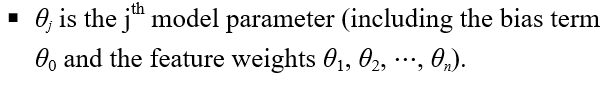 ▪ θⱼ is the jᵗʰ model parameter (including the bias term
θ₀ and the feature weights θ₁, θ₂, ⋯, θₙ).